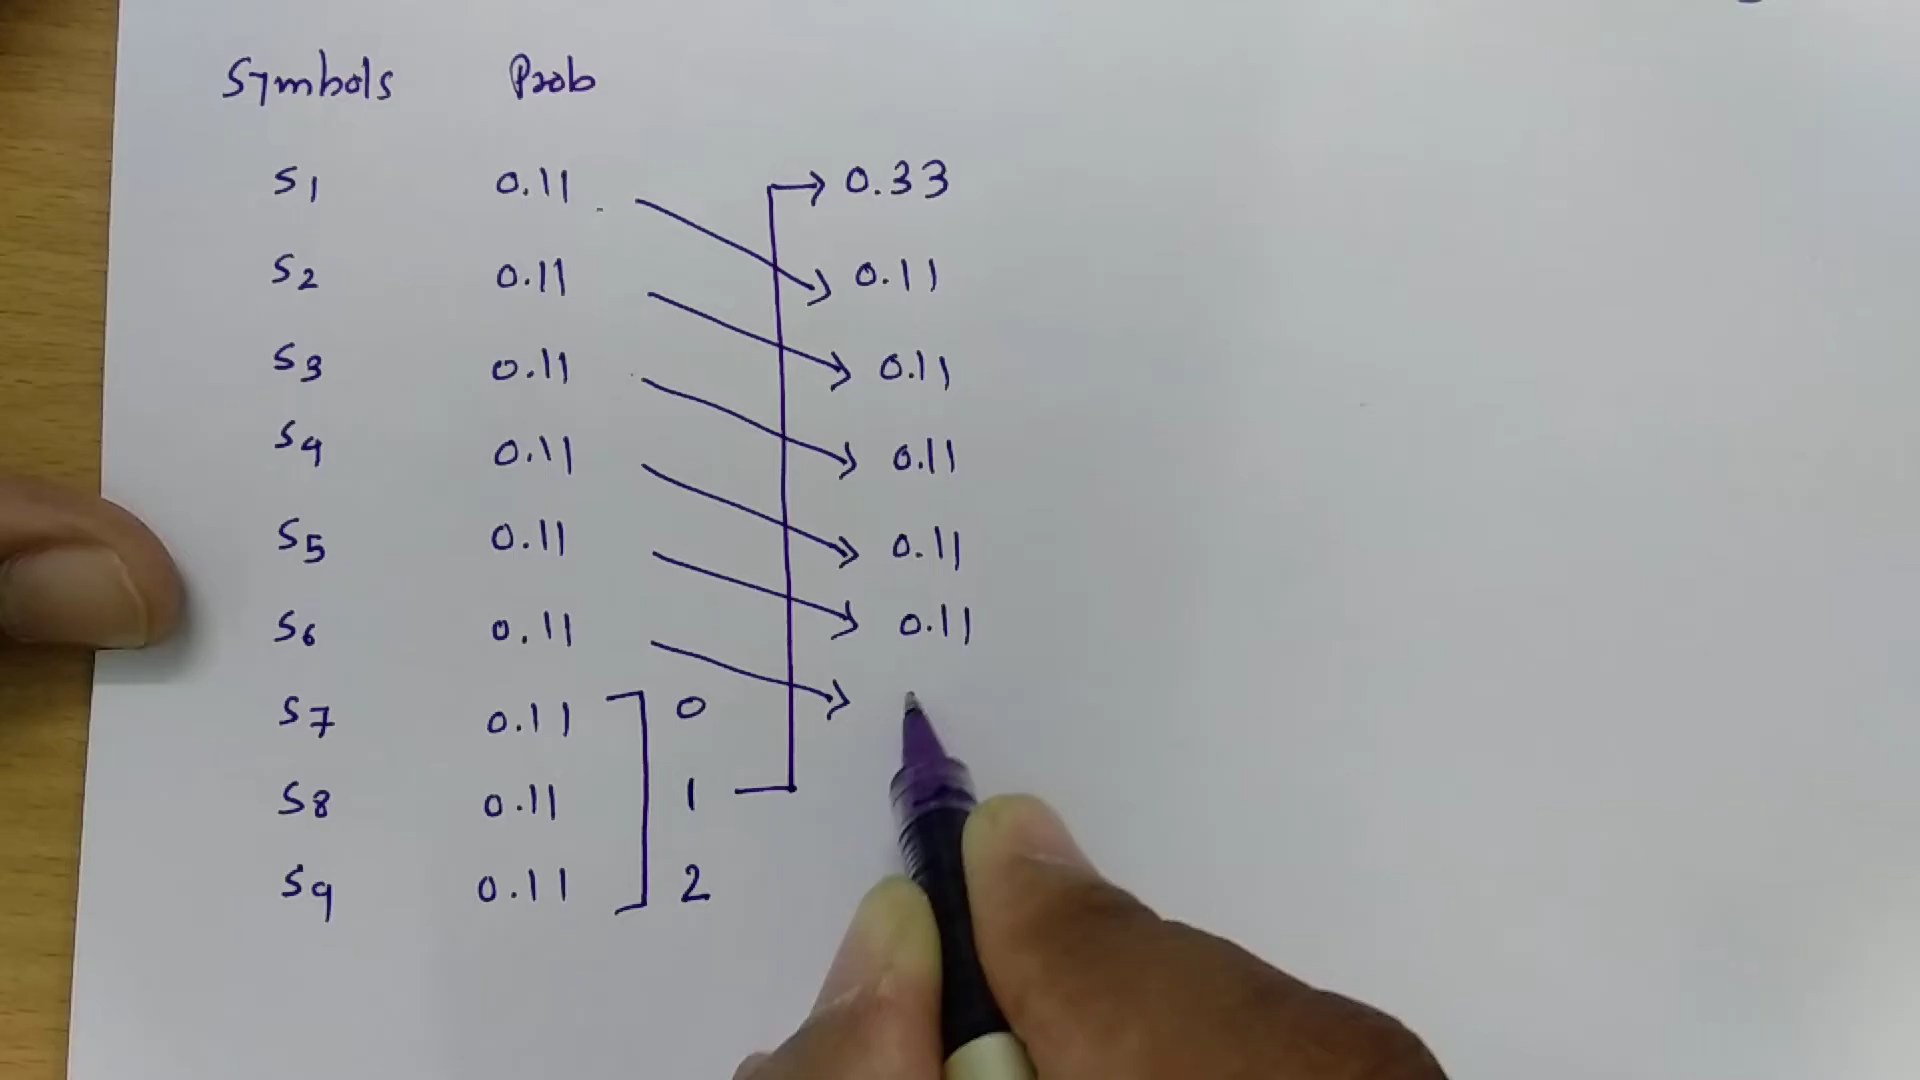 Symbols Prob
S1 0.11 0.33
S2 0.11 0.11
S3 0.11 0.11
S4 0.11 0.11
S5 0.11 0.11
S6 0.11 0.11
S7 0.11 0
S8 0.11 1
S9 0.11 2